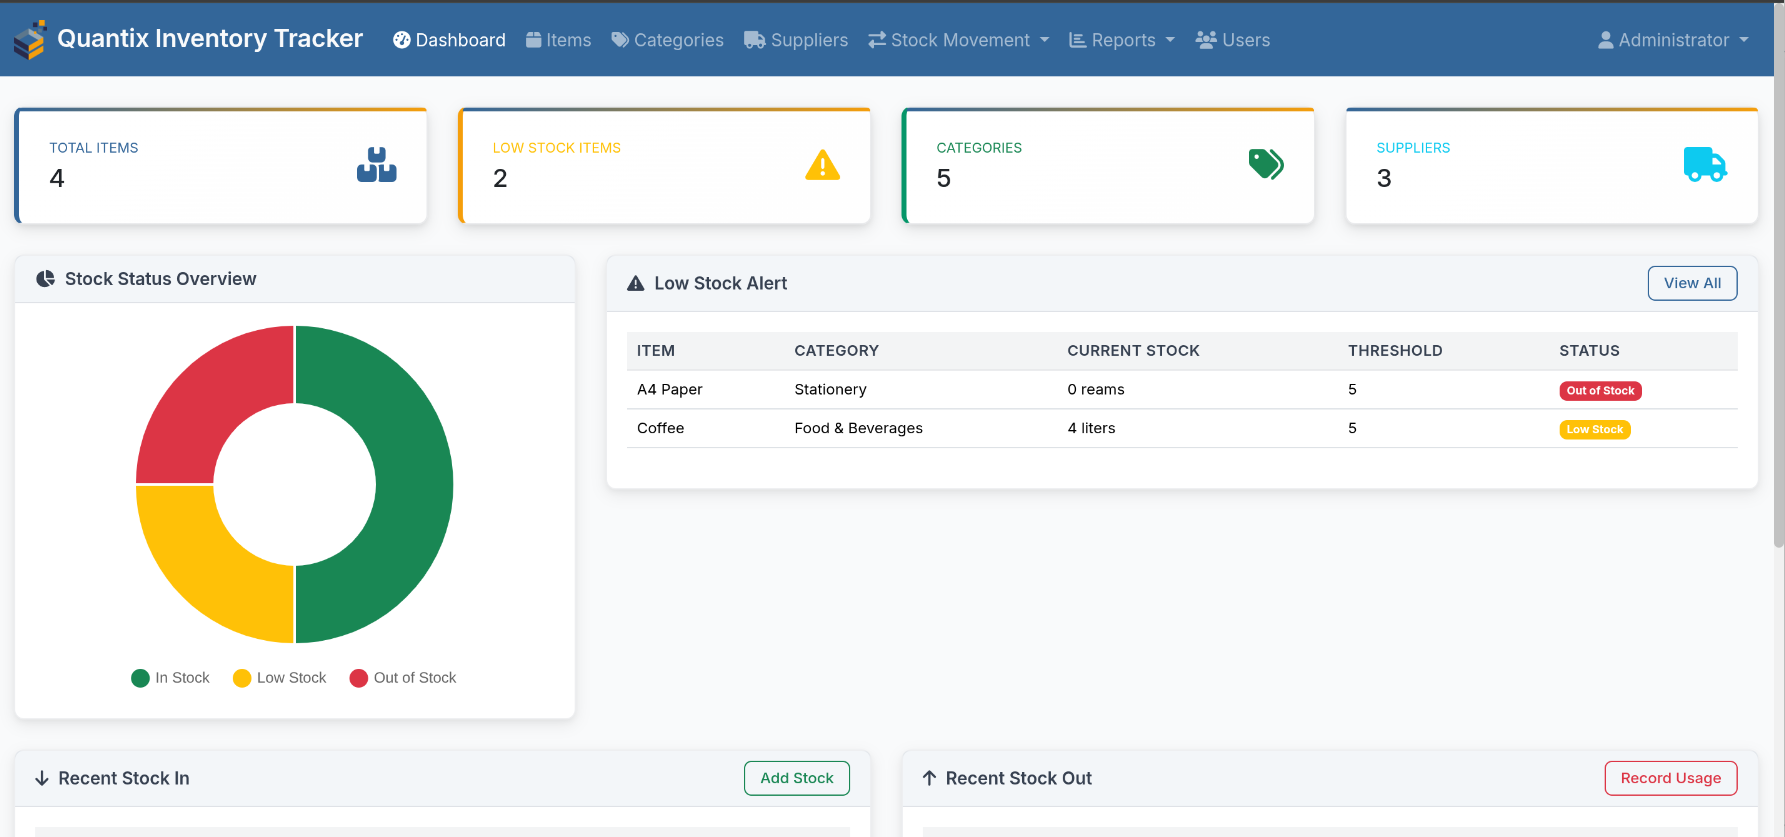 Quantix Inventory Tracker Dashboard Items Categories Suppliers Stock Movement Reports Users Administrator
TOTAL ITEMS
4
LOW STOCK ITEMS
2
CATEGORIES
5
SUPPLIERS
3
Stock Status Overview
In Stock Low Stock Out of Stock
Low Stock Alert View All
ITEM CATEGORY CURRENT STOCK THRESHOLD STATUS
A4 Paper Stationery 0 reams 5 Out of Stock
Coffee Food & Beverages 4 liters 5 Low Stock
Recent Stock In Add Stock
Recent Stock Out Record Usage